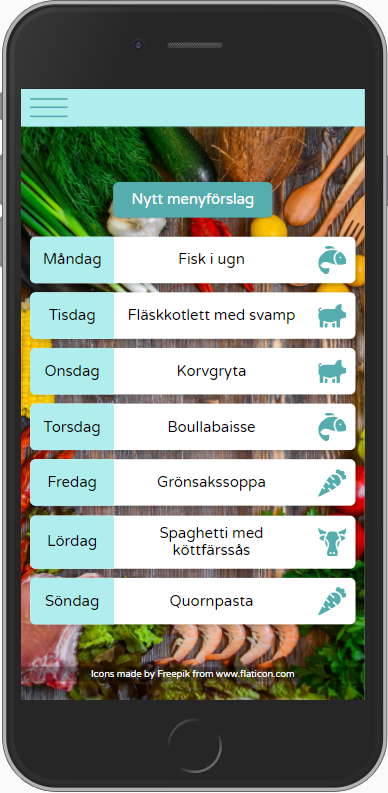 Nytt menyförslag
Måndag Fisk i ugn
Tisdag Fläskkotlett med svamp
Onsdag Korvgryta
Torsdag Boullabaisse
Fredag Grönsakssoppa
Lördag Spaghetti med
köttfärssås
Söndag Quornpasta
Icons made by Freepik from www.flaticon.com